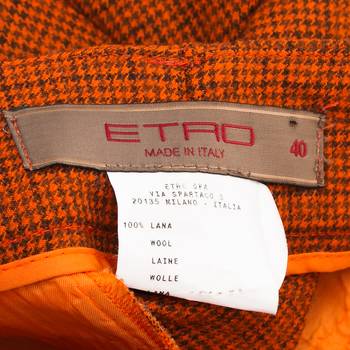 ETRO
MADE IN ITALY
40
ETRO SPA
VIA SPARTACO 3
20135 MILANO - ITALIA
100% LANA
WOOL
LAINE
WOLLE